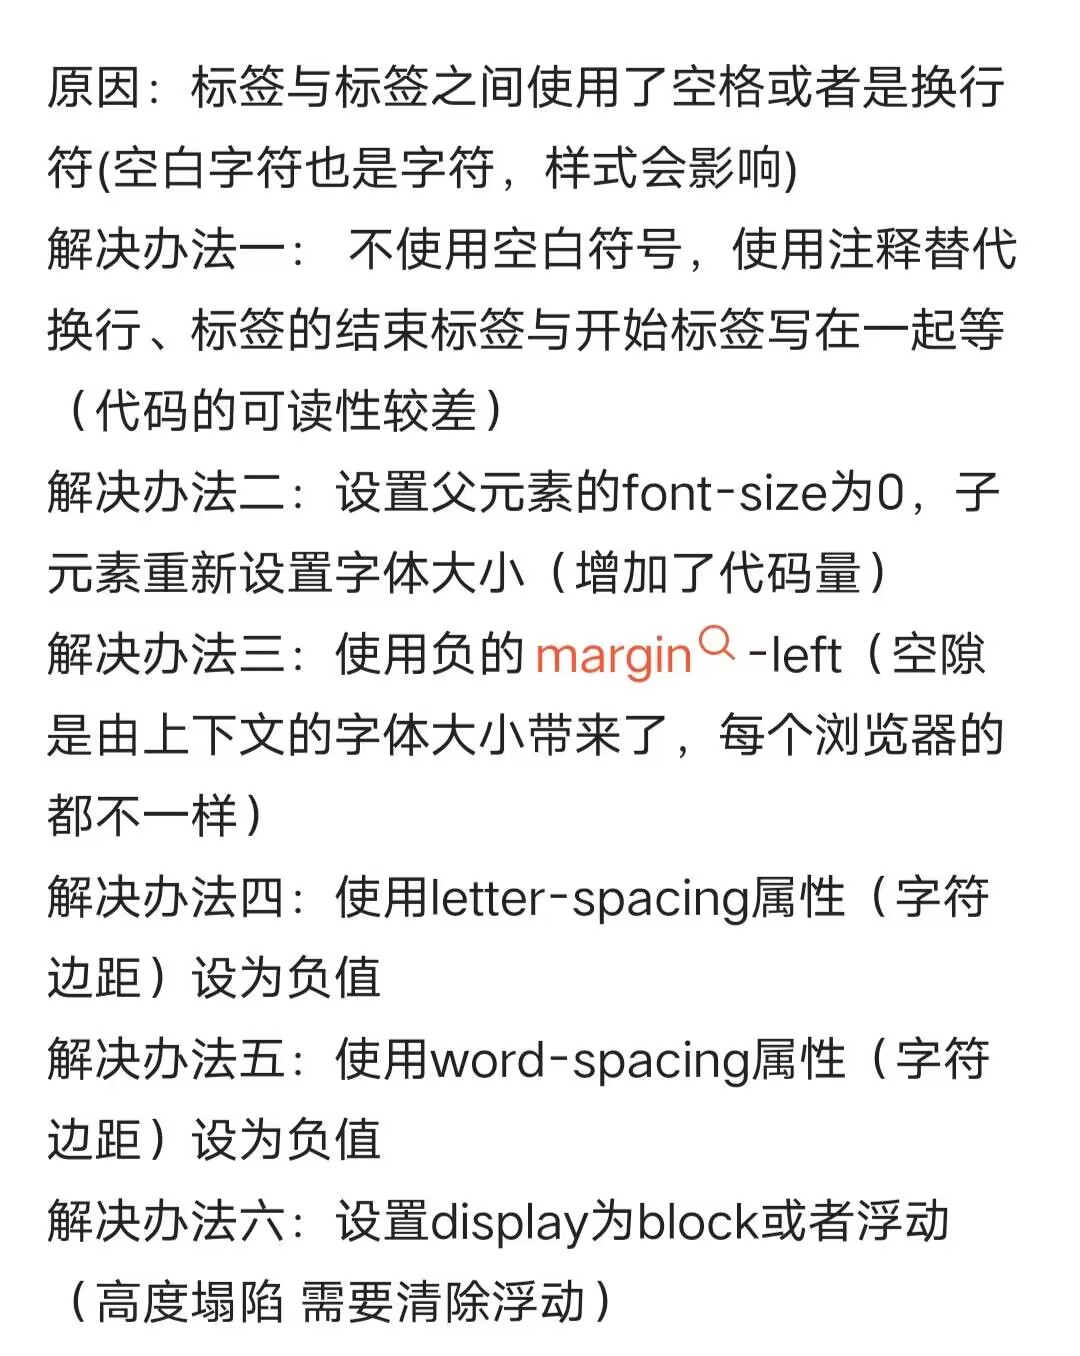 原因：标签与标签之间使用了空格或者是换行
符(空白字符也是字符，样式会影响)
解决办法一： 不使用空白符号，使用注释替代
换行、标签的结束标签与开始标签写在一起等
（代码的可读性较差）
解决办法二：设置父元素的font-size为0，子
元素重新设置字体大小（增加了代码量）
解决办法三：使用负的 margin -left（空隙
是由上下文的字体大小带来了，每个浏览器的
都不一样）
解决办法四：使用letter-spacing属性（字符
边距）设为负值
解决办法五：使用word-spacing属性（字符
边距）设为负值
解决办法六：设置display为block或者浮动
（高度塌陷 需要清除浮动）